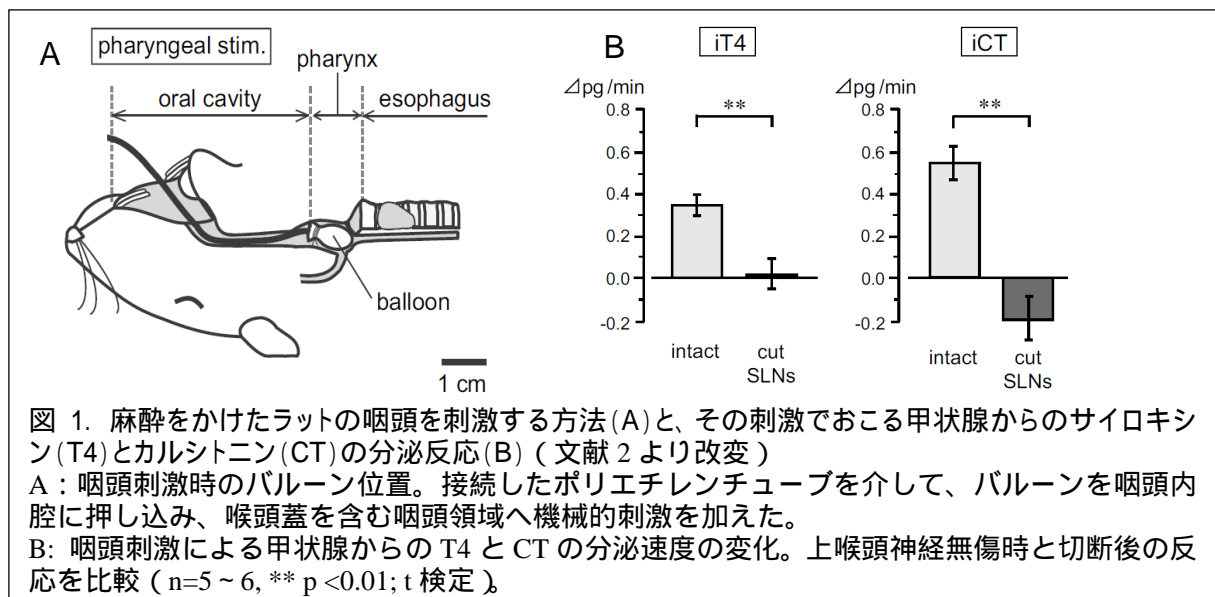 A
pharyngeal stim.
pharynx
oral cavity
esophagus
balloon
1 cm
B
iT4
⊿pg/min
**
0.8
0.6
0.4
0.2
0.0
-0.2
intact
cut
SLNs
iCT
⊿pg/min
**
0.8
0.6
0.4
0.2
0.0
-0.2
intact
cut
SLNs
図 1. 麻酔をかけたラットの咽頭を刺激する方法(A)と、その刺激でおこる甲状腺からのサイロキシ
ン(T4)とカルシトニン(CT)の分泌反応(B)(文献 2 より改変)
A:咽頭刺激時のバルーン位置。接続したポリエチレンチューブを介して、バルーンを咽頭内
腔に押し込み、喉頭蓋を含む咽頭領域へ機械的刺激を加えた。
B: 咽頭刺激による甲状腺からの T4 と CT の分泌速度の変化。上喉頭神経無傷時と切断後の反
応を比較(n=5~6, ** p <0.01; t 検定)。